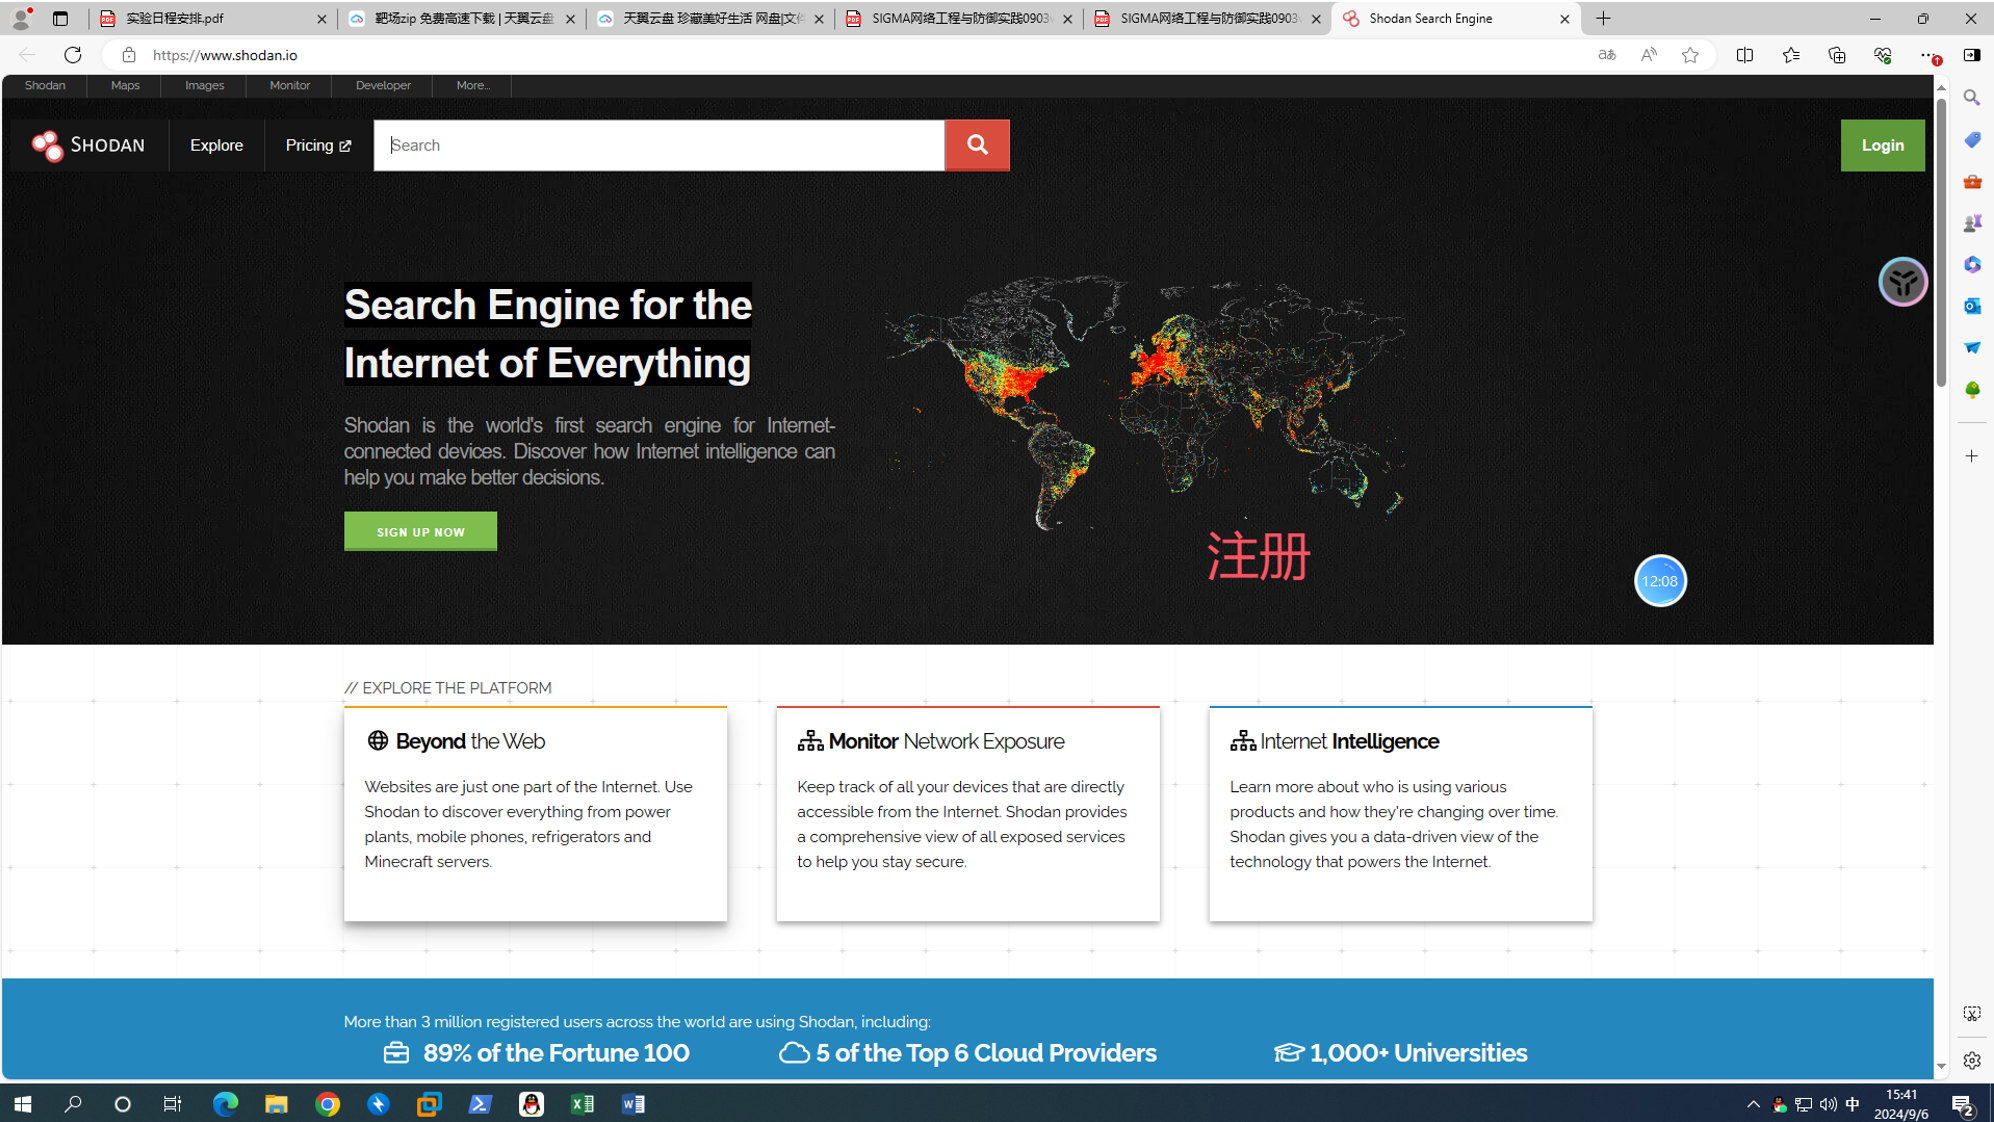 实验日程安排.pdf
靶场zip 免费高速下载 | 天翼云盘
天翼云盘 珍藏美好生活 网盘|文件
SIGMA网络工程与防御实践0903
SIGMA网络工程与防御实践0903
Shodan Search Engine
https://www.shodan.io
Shodan
Maps
Images
Monitor
Developer
More...
SHODAN
Explore
Pricing
Search
Login
Search Engine for the
Internet of Everything
Shodan is the world's first search engine for Internet-
connected devices. Discover how Internet intelligence can
help you make better decisions.
SIGN UP NOW
注册
12:08
// EXPLORE THE PLATFORM
Beyond the Web
Websites are just one part of the Internet. Use
Shodan to discover everything from power
plants, mobile phones, refrigerators and
Minecraft servers.
Monitor Network Exposure
Keep track of all your devices that are directly
accessible from the Internet. Shodan provides
a comprehensive view of all exposed services
to help you stay secure.
Internet Intelligence
Learn more about who is using various
products and how they're changing over time.
Shodan gives you a data-driven view of the
technology that powers the Internet.
More than 3 million registered users across the world are using Shodan, including:
89% of the Fortune 100
5 of the Top 6 Cloud Providers
1,000+ Universities
中
15:41
2024/9/6
2